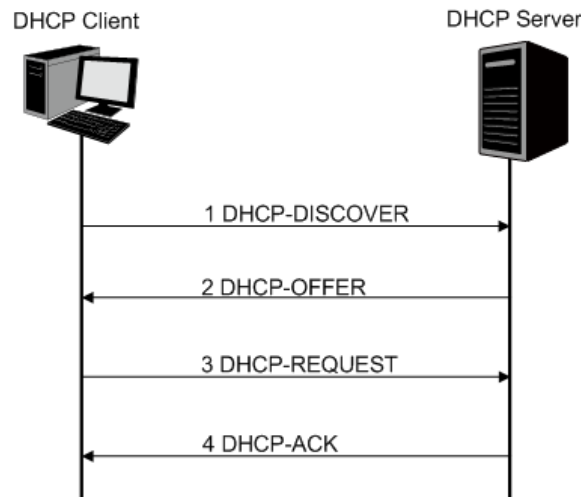 DHCP Client
DHCP Server
1 DHCP-DISCOVER
2 DHCP-OFFER
3 DHCP-REQUEST
4 DHCP-ACK